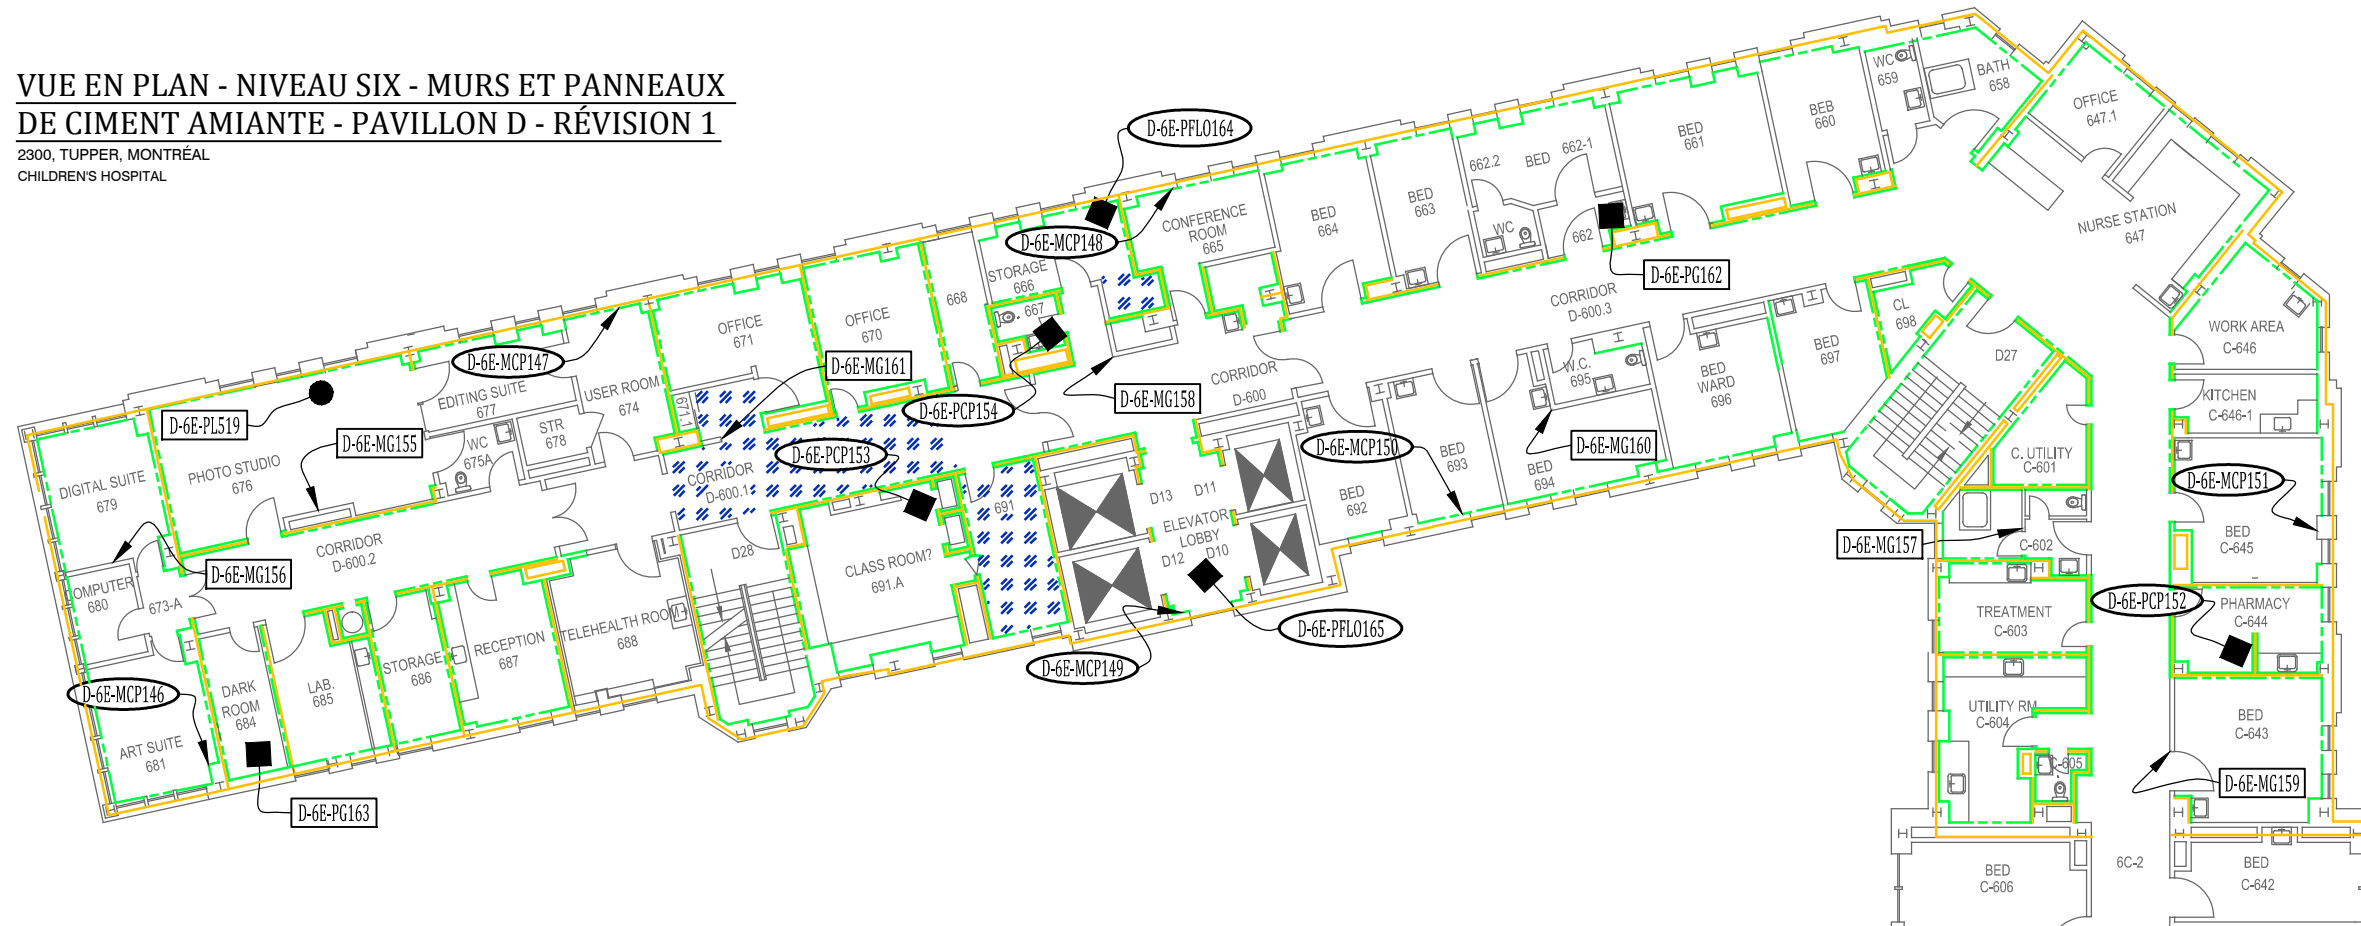 VUE EN PLAN - NIVEAU SIX - MURS ET PANNEAUX
DE CIMENT AMIANTE - PAVILLON D - RÉVISION 1
2300, TUPPER, MONTRÉAL
CHILDREN'S HOSPITAL
D-6E-PFLO164
D-6E-MCP148
D-6E-MCP147
D-6E-MG161
D-6E-PCP154
D-6E-MG158
D-6E-PG162
D-6E-PL519
D-6E-MG155
D-6E-PCP153
D-6E-MCP150
D-6E-MG160
D-6E-MCP151
D-6E-MG157
D-6E-MG156
D-6E-PCP152
D-6E-PFLO165
D-6E-MCP149
D-6E-MCP146
D-6E-PG163
D-6E-MG159
DIGITAL SUITE
679
PHOTO STUDIO
676
EDITING SUITE
677
USER ROOM
674
STR
678
WC
675A
OFFICE
671
671.1
OFFICE
670
668
STORAGE
666
667
CONFERENCE
ROOM
665
BED
664
BED
663
662.2
BED
662-1
WC
662
BED
661
BEB
660
WC
659
BATH
658
OFFICE
647.1
NURSE STATION
647
WORK AREA
C-646
KITCHEN
C-646-1
BED
C-645
PHARMACY
C-644
BED
C-643
BED
C-642
6C-2
BED
C-606
C-605
UTILITY RM
C-604
TREATMENT
C-603
C-602
C. UTILITY
C-601
D27
CL
698
BED
697
BED
WARD
696
W.C.
695
BED
694
BED
693
BED
692
CORRIDOR
D-600.3
CORRIDOR
D-600
CORRIDOR
D-600.1
CORRIDOR
D-600.2
D13
D11
ELEVATOR
LOBBY
D12
D10
691
CLASS ROOM?
691.A
D28
TELEHEALTH ROOM
688
RECEPTION
687
STORAGE
686
LAB.
685
DARK
ROOM
684
ART SUITE
681
673-A
OMPUTER
680